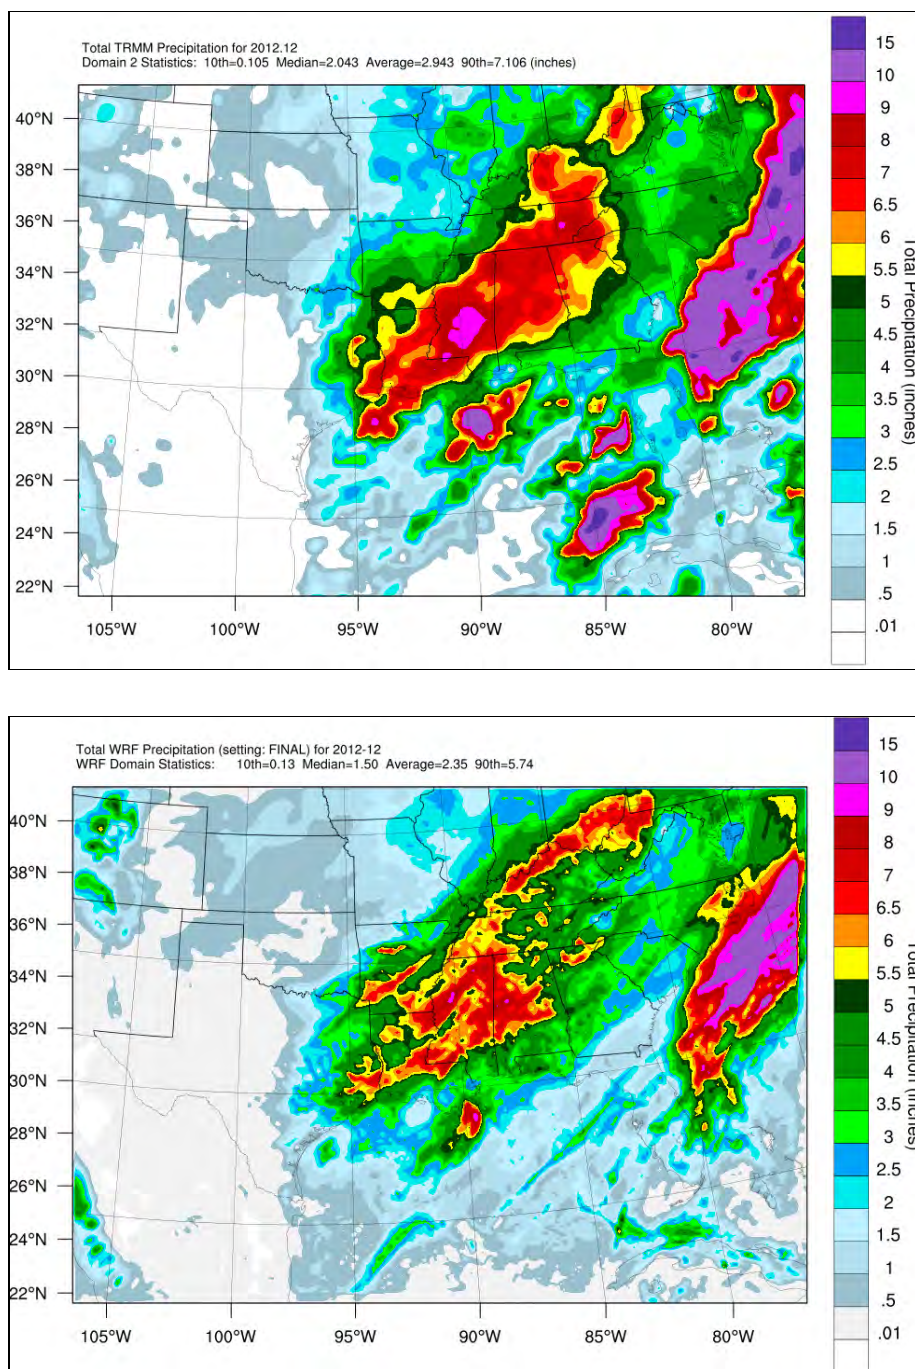 Total TRMM Precipitation for 2012.12
Domain 2 Statistics: 10th=0.105 Median=2.043 Average=2.943 90th=7.106 (inches)
40°N
38°N
36°N
34°N
32°N
30°N
28°N
26°N
24°N
22°N
105°W 100°W 95°W 90°W 85°W 80°W
15
10
9
8
7
6.5
6
5.5
5
4.5
4
3.5
3
2.5
2
1.5
1
.5
.01
Total Precipitation (inches)
Total WRF Precipitation (setting: FINAL) for 2012-12
WRF Domain Statistics: 10th=0.13 Median=1.50 Average=2.35 90th=5.74
40°N
38°N
36°N
34°N
32°N
30°N
28°N
26°N
24°N
22°N
105°W 100°W 95°W 90°W 85°W 80°W
15
10
9
8
7
6.5
6
5.5
5
4.5
4
3.5
3
2.5
2
1.5
1
.5
.01
Total Precipitation (inches)